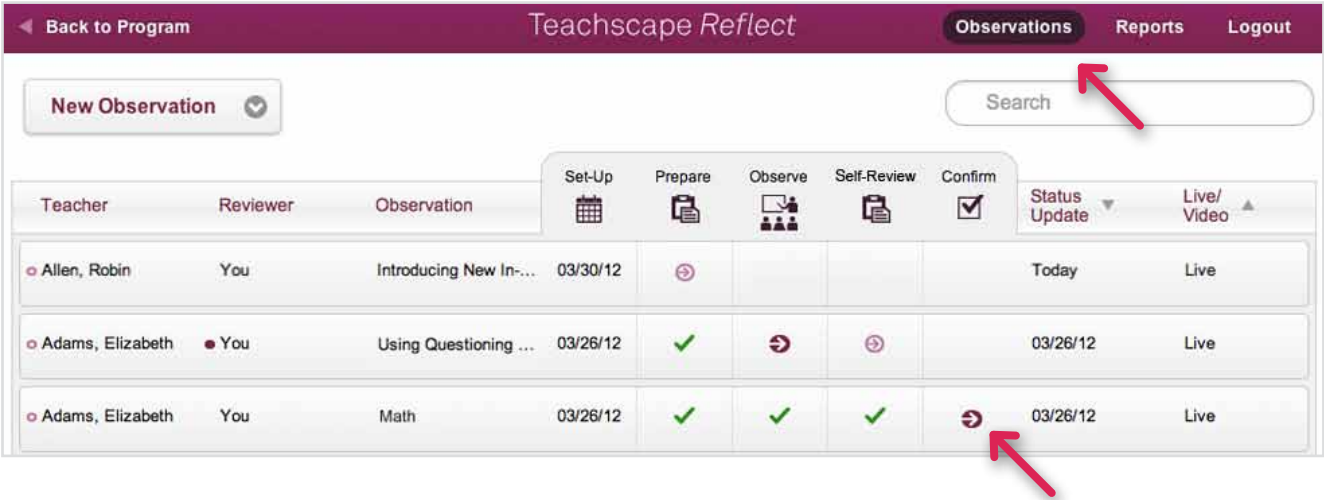 Back to Program Teachscape Reflect Observations Reports Logout
New Observation Search
Set-Up Prepare Observe Self-Review Confirm
Teacher Reviewer Observation Status Update Live/ Video
Allen, Robin You Introducing New In-... 03/30/12 Today Live
Adams, Elizabeth You Using Questioning ... 03/26/12 03/26/12 Live
Adams, Elizabeth You Math 03/26/12 03/26/12 Live